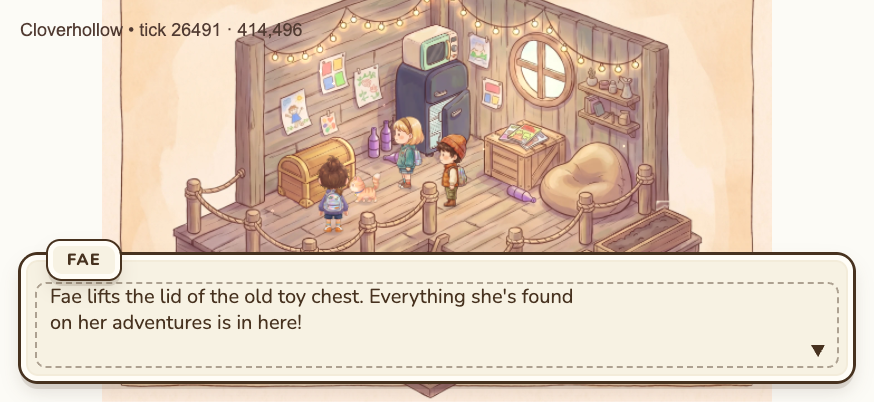 Cloverhollow • tick 26491 · 414,496
FAE
Fae lifts the lid of the old toy chest. Everything she's found
on her adventures is in here!